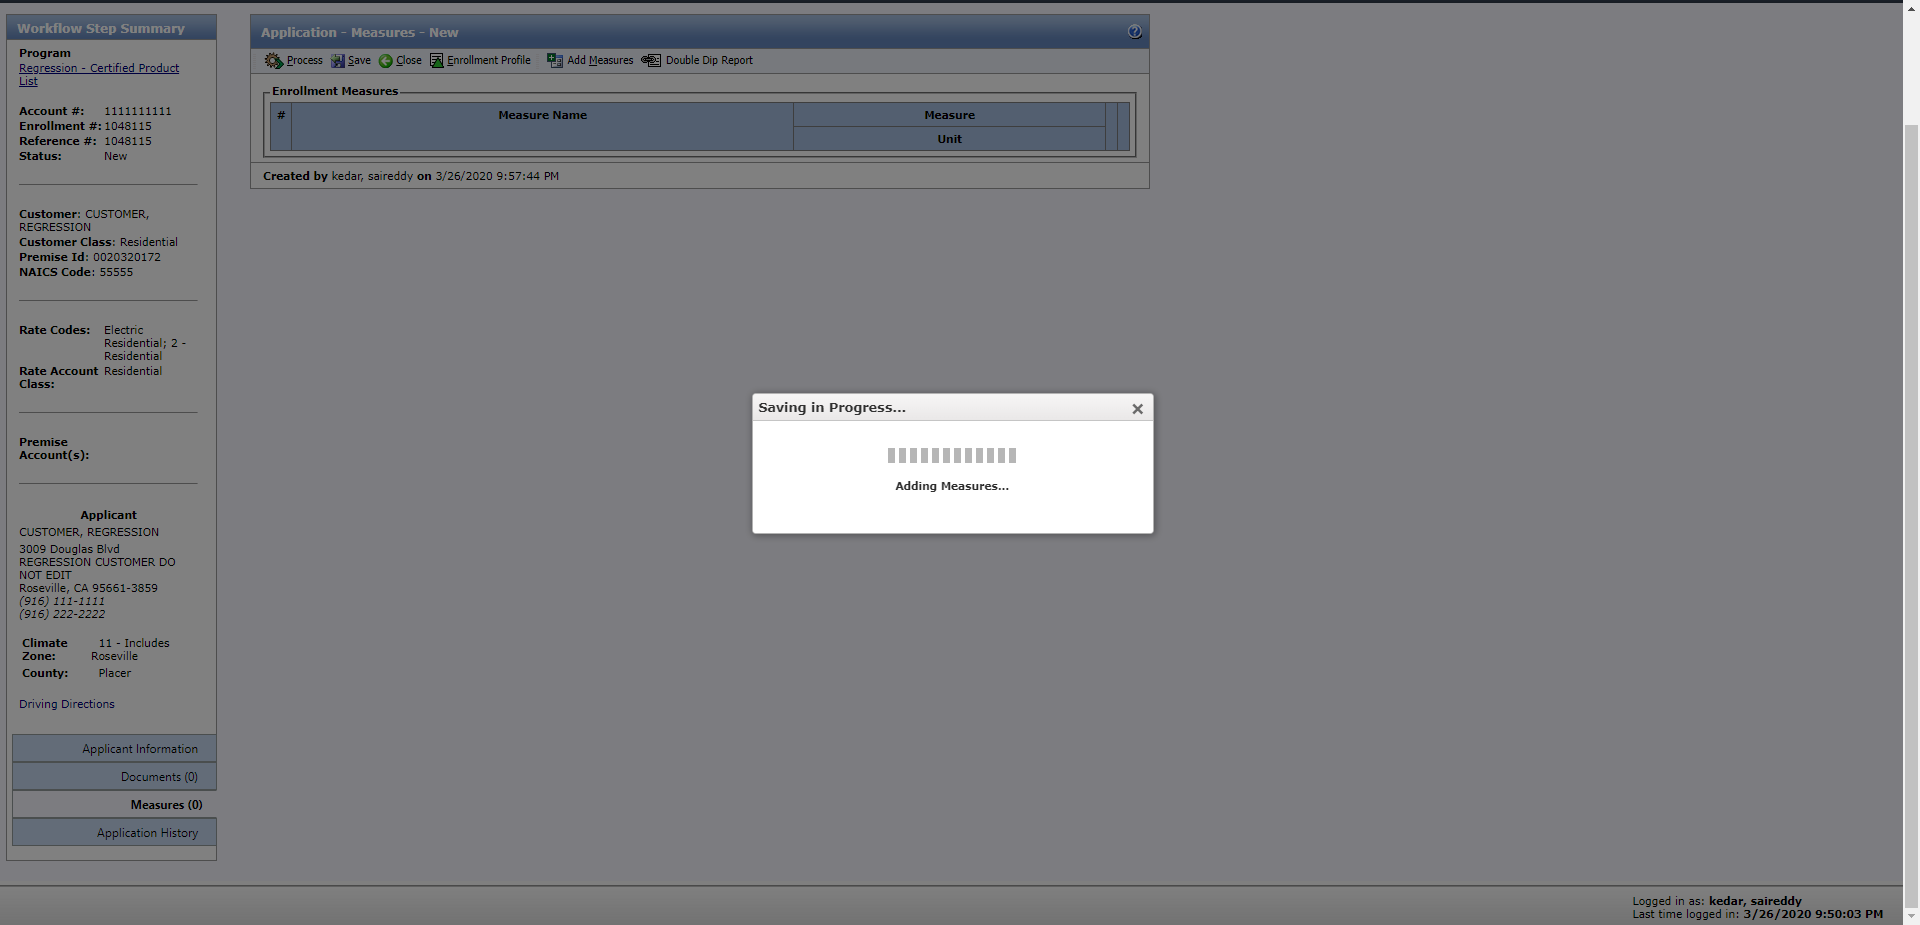 Workflow Step Summary
Program
Regression - Certified Product
List
Account #: 1111111111
Enrollment #: 1048115
Reference #: 1048115
Status: New
Customer: CUSTOMER,
REGRESSION
Customer Class: Residential
Premise Id: 0020320172
NAICS Code: 55555
Rate Codes: Electric
Residential; 2 -
Residential
Rate Account Residential
Class:
Premise
Account(s):
Applicant
CUSTOMER, REGRESSION
3009 Douglas Blvd
REGRESSION CUSTOMER DO
NOT EDIT
Roseville, CA 95661-3859
(916) 111-1111
(916) 222-2222
Climate 11 - Includes
Zone: Roseville
County: Placer
Driving Directions
Applicant Information
Documents (0)
Measures (0)
Application History
Application - Measures - New
Process Save Close Enrollment Profile Add Measures Double Dip Report
Enrollment Measures
# Measure Name Measure
Unit
Created by kedar, saireddy on 3/26/2020 9:57:44 PM
Saving in Progress...
Adding Measures...
Logged in as: kedar, saireddy
Last time logged in: 3/26/2020 9:50:03 PM